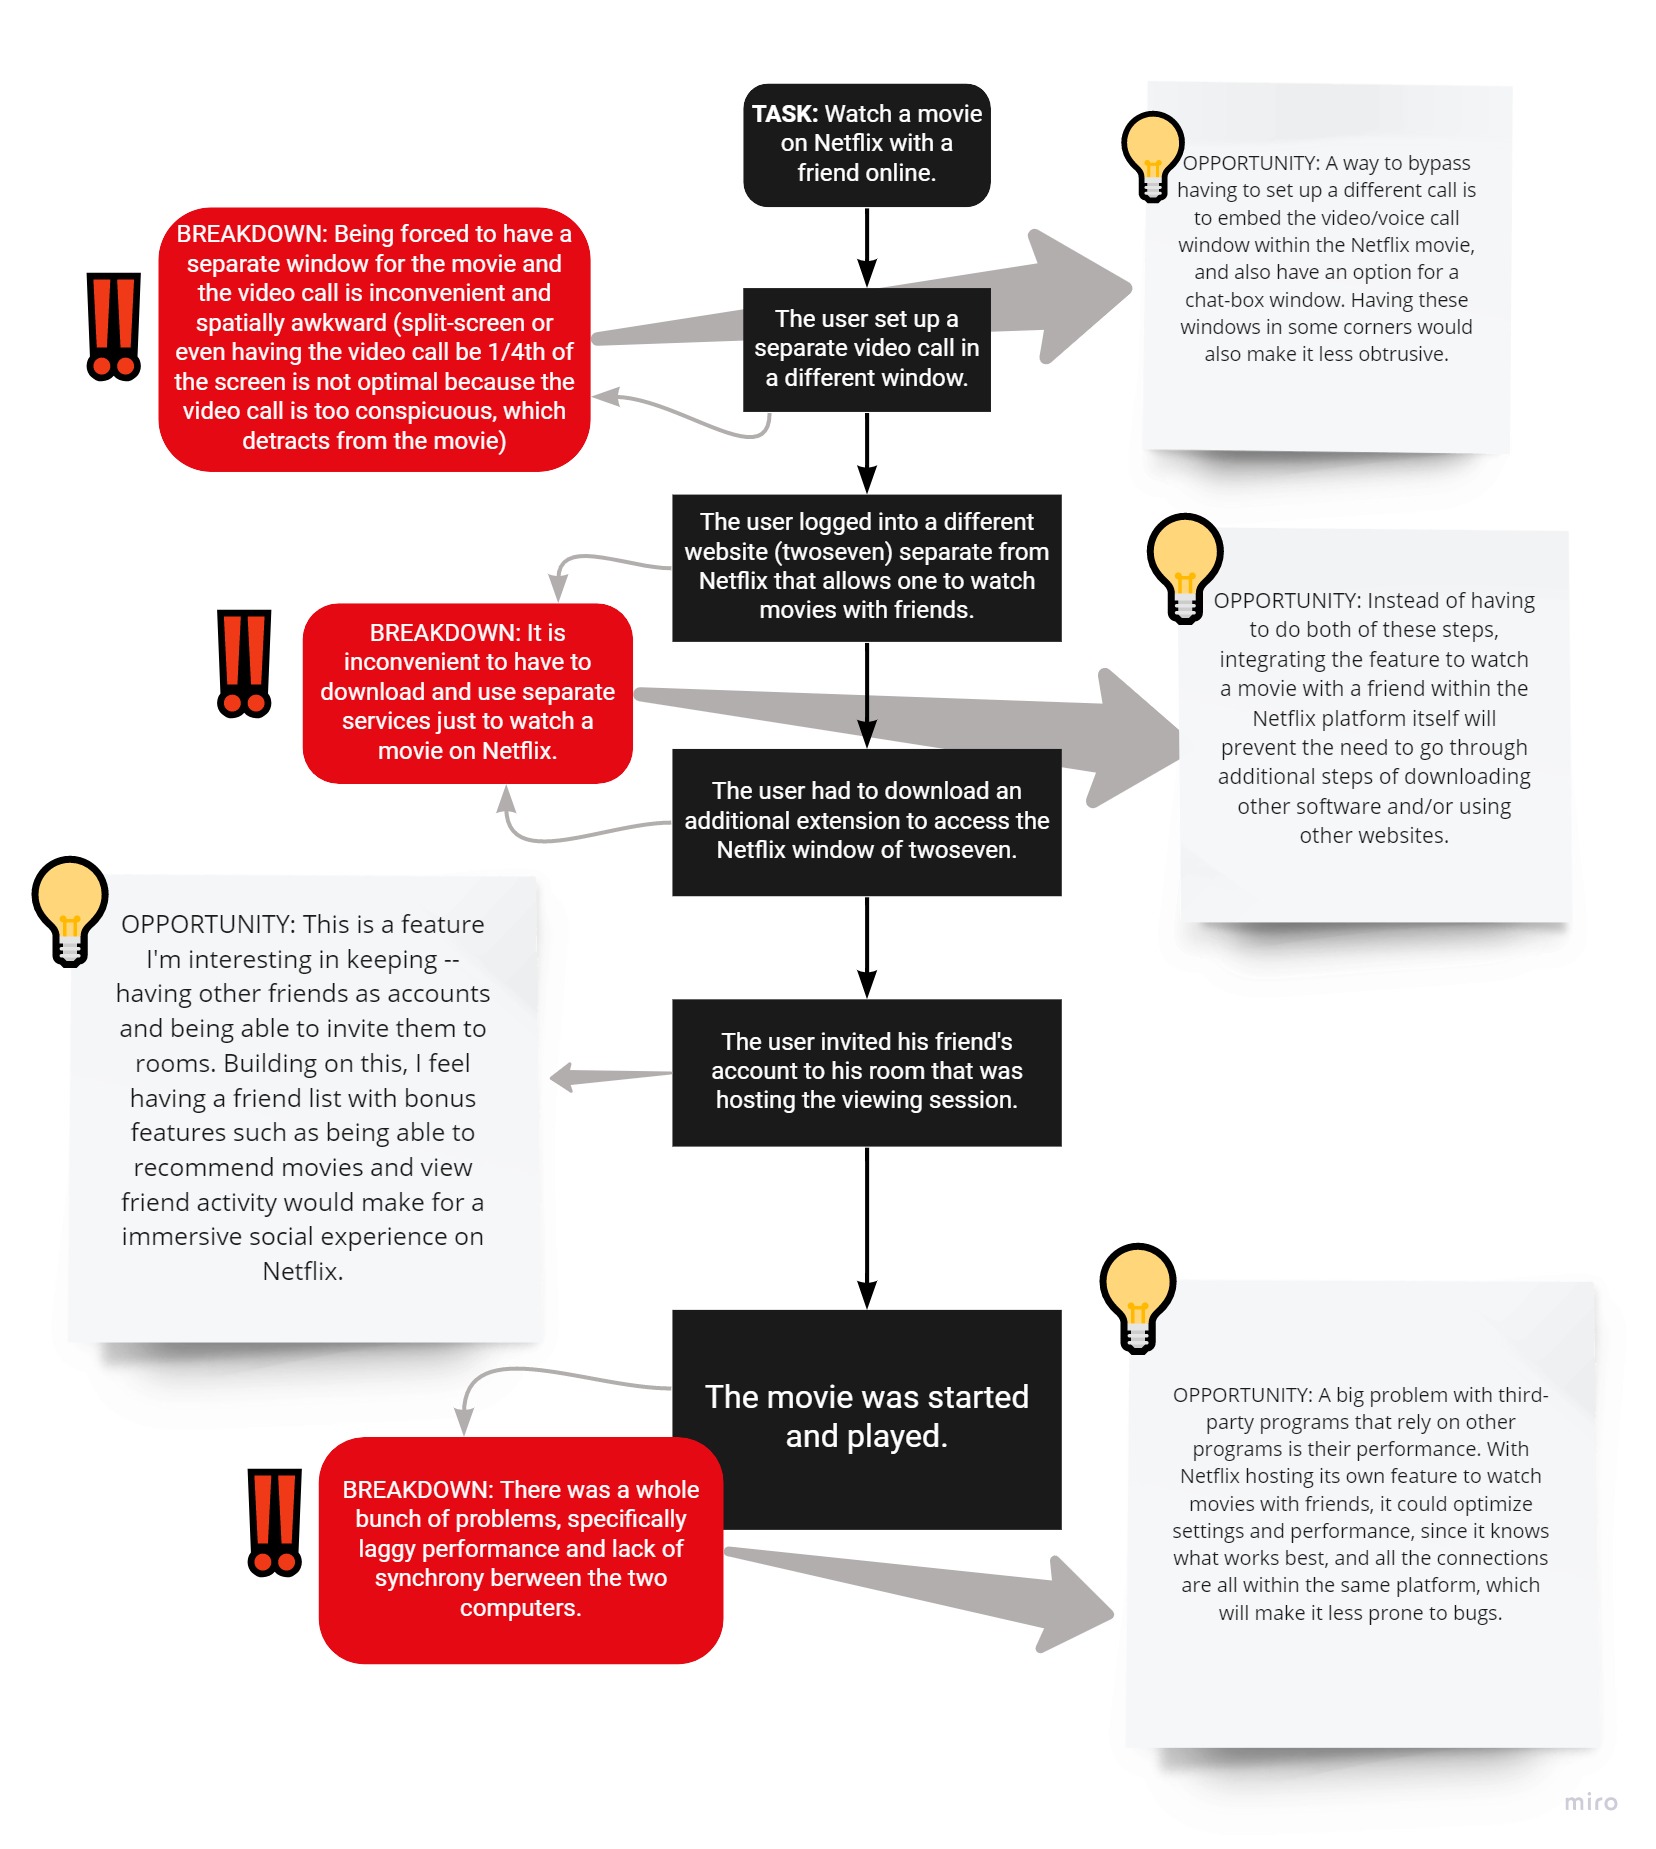 TASK: Watch a movie
on Netflix with a
friend online.
OPPORTUNITY: A way to bypass
having to set up a different call is
to embed the video/voice call
window within the Netflix movie,
and also have an option for a
chat-box window. Having these
windows in some corners would
also make it less obtrusive.
BREAKDOWN: Being forced to have a
separate window for the movie and
the video call is inconvenient and
spatially awkward (split-screen or
even having the video call be 1/4th of
the screen is not optimal because the
video call is too conspicuous, which
detracts from the movie)
The user set up a
separate video call in
a different window.
The user logged into a different
website (twoseven) separate from
Netflix that allows one to watch
movies with friends.
BREAKDOWN: It is
inconvenient to have to
download and use separate
services just to watch a
movie on Netflix.
OPPORTUNITY: Instead of having
to do both of these steps,
integrating the feature to watch
a movie with a friend within the
Netflix platform itself will
prevent the need to go through
additional steps of downloading
other software and/or using
other websites.
The user had to download an
additional extension to access the
Netflix window of twoseven.
OPPORTUNITY: This is a feature
I'm interesting in keeping --
having other friends as accounts
and being able to invite them to
rooms. Building on this, I feel
having a friend list with bonus
features such as being able to
recommend movies and view
friend activity would make for a
immersive social experience on
Netflix.
The user invited his friend's
account to his room that was
hosting the viewing session.
The movie was started
and played.
BREAKDOWN: There was a whole
bunch of problems, specifically
laggy performance and lack of
synchrony berween the two
computers.
OPPORTUNITY: A big problem with third-
party programs that rely on other
programs is their performance. With
Netflix hosting its own feature to watch
movies with friends, it could optimize
settings and performance, since it knows
what works best, and all the connections
are all within the same platform, which
will make it less prone to bugs.
miro